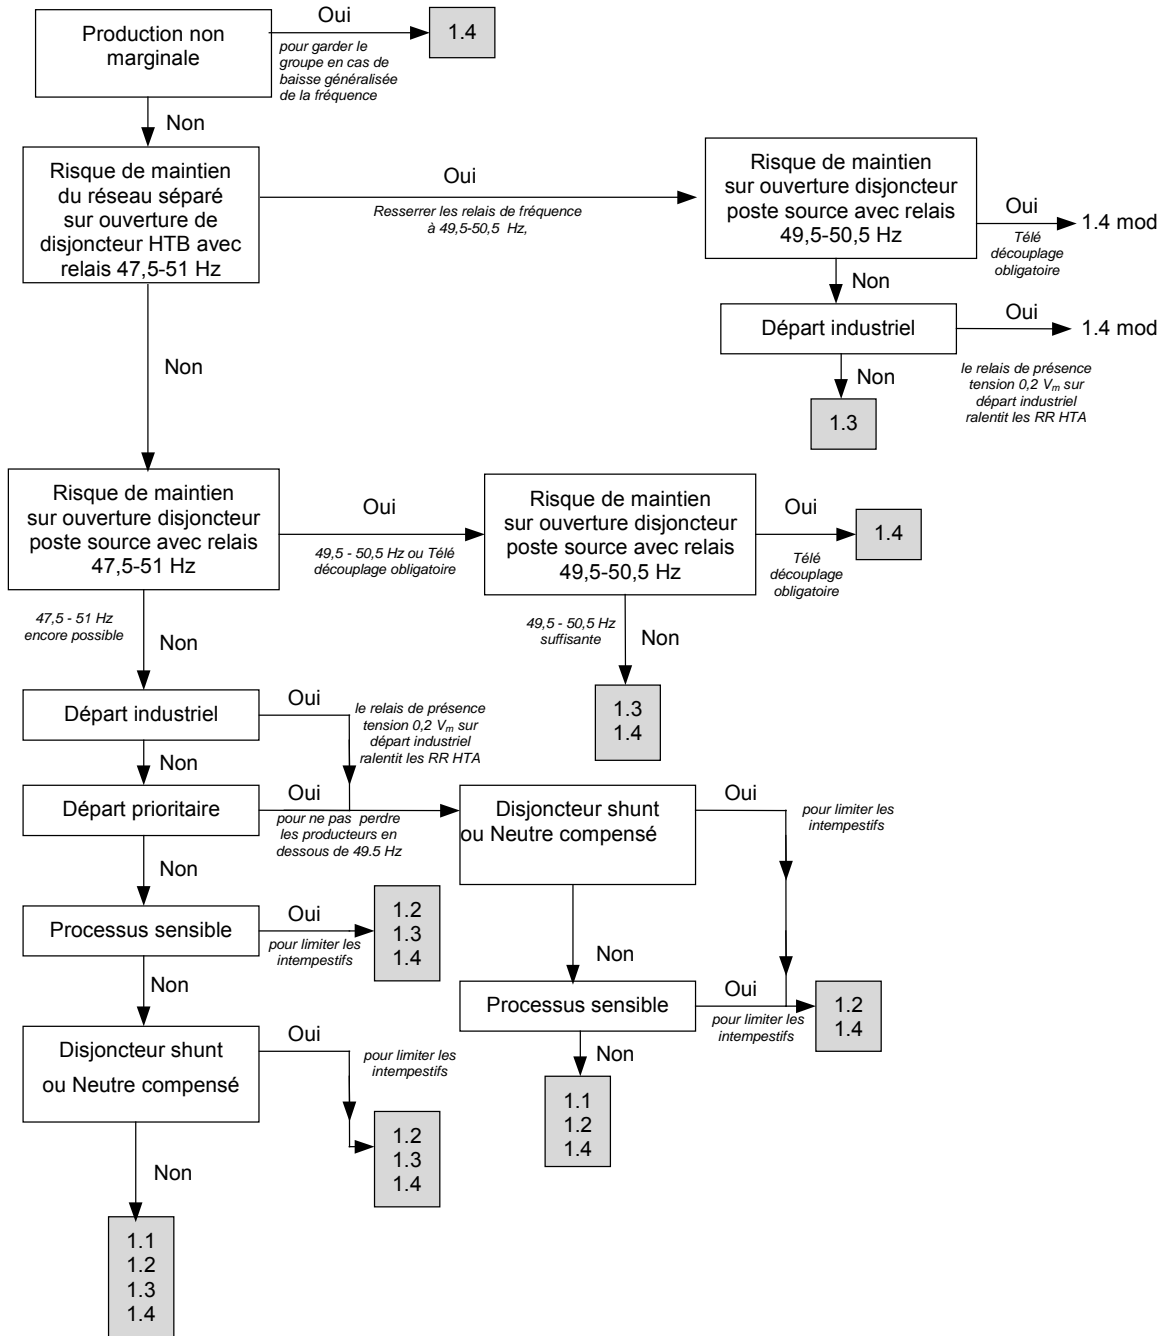 Production non
marginale
Oui
pour garder le
groupe en cas de
baisse généralisée
de la fréquence
1.4
Non
Risque de maintien
du réseau séparé
sur ouverture de
disjoncteur HTB avec
relais 47,5-51 Hz
Oui
Resserrer les relais de fréquence
à 49,5-50,5 Hz,
Risque de maintien
sur ouverture disjoncteur
poste source avec relais
49,5-50,5 Hz
Oui
Télé
découplage
obligatoire
1.4 mod
Non
Départ industriel
Oui
1.4 mod
le relais de présence
tension 0,2 Vm sur
départ industriel
ralentit les RR HTA
Non
1.3
Non
Risque de maintien
sur ouverture disjoncteur
poste source avec relais
47,5-51 Hz
Oui
49,5 - 50,5 Hz ou Télé
découplage obligatoire
Risque de maintien
sur ouverture disjoncteur
poste source avec relais
49,5-50,5 Hz
Oui
Télé
découplage
obligatoire
1.4
49,5 - 50,5 Hz
suffisante
Non
1.3
1.4
47,5 - 51 Hz
encore possible
Non
Départ industriel
Oui
le relais de présence
tension 0,2 Vm sur
départ industriel
ralentit les RR HTA
Non
Départ prioritaire
Oui
pour ne pas perdre
les producteurs en
dessous de 49.5 Hz
Disjoncteur shunt
ou Neutre compensé
Oui
pour limiter les
intempestifs
Non
Processus sensible
Oui
pour limiter les
intempestifs
1.2
1.3
1.4
Non
Processus sensible
Oui
pour limiter les
intempestifs
1.2
1.4
Non
1.1
1.2
1.4
Non
Disjoncteur shunt
ou Neutre compensé
Oui
pour limiter les
intempestifs
1.2
1.3
1.4
Non
1.1
1.2
1.3
1.4